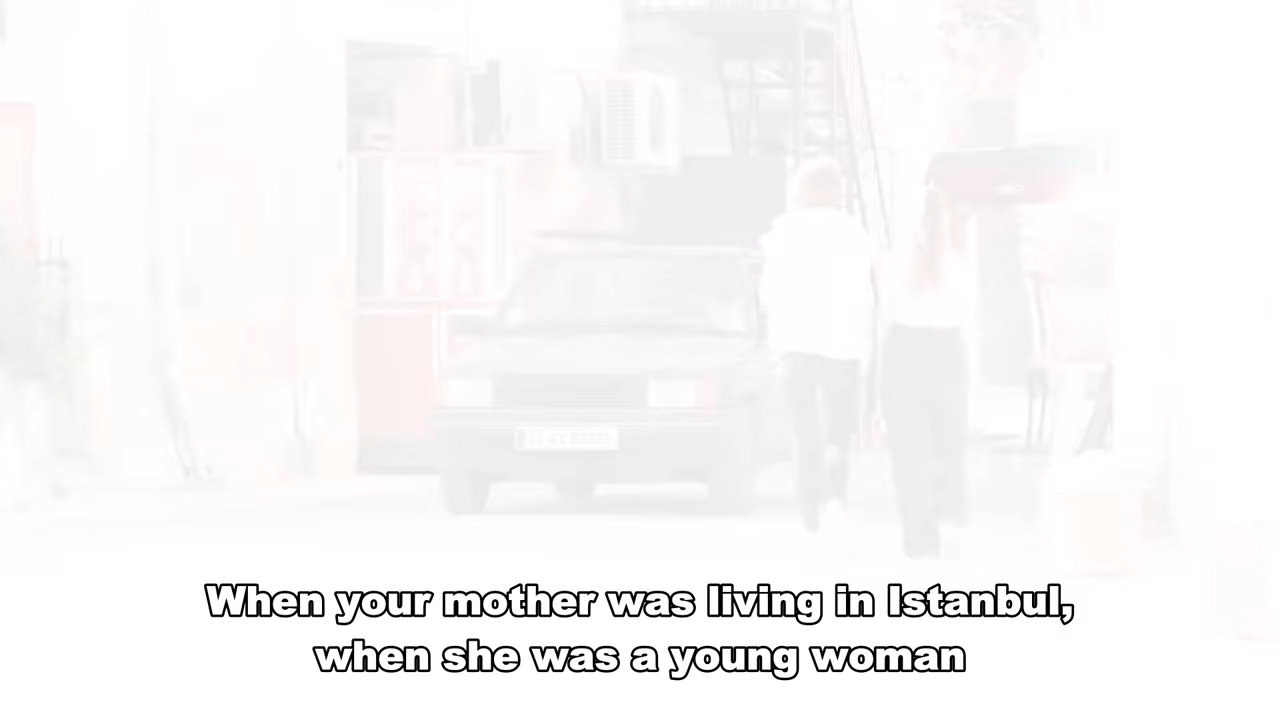 When your mother was living in Istanbul,
when she was a young woman